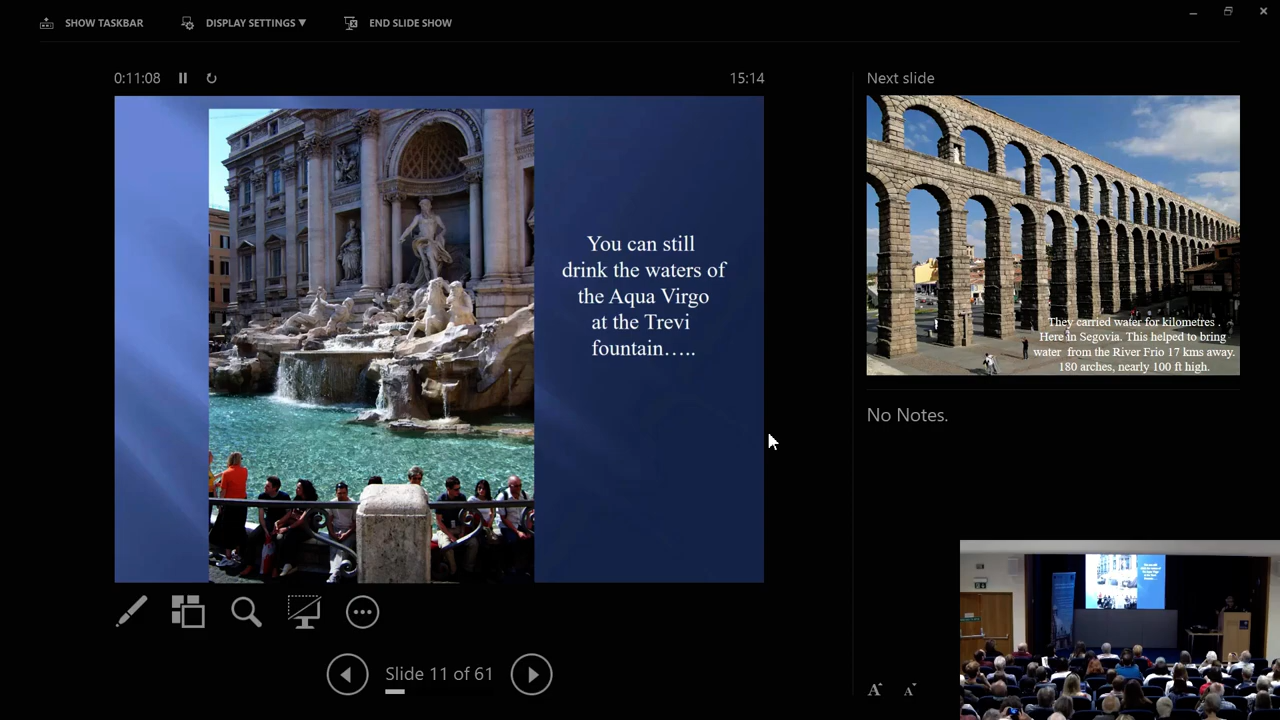 SHOW TASKBAR
DISPLAY SETTINGS ▼
END SLIDE SHOW
0:11:08
15:14
Next slide
You can still
drink the waters of
the Aqua Virgo
at the Trevi
fountain…..
They carried water for kilometres .
Here in Segovia. This helped to bring
water from the River Frio 17 kms away.
180 arches, nearly 100 ft high.
No Notes.
Slide 11 of 61
A
A